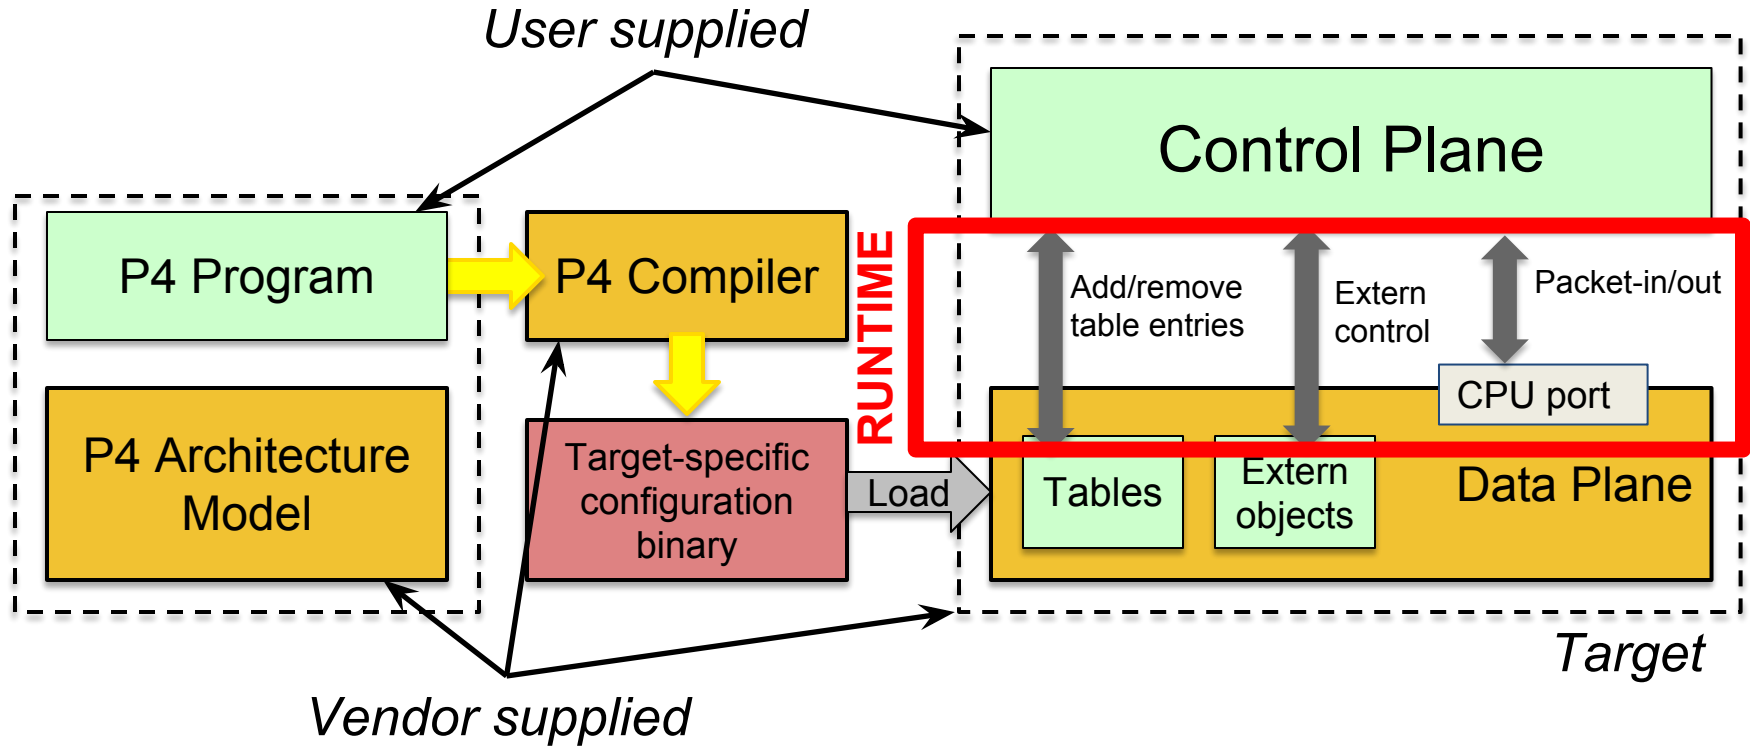 User supplied
Control Plane
P4 Program
P4 Compiler
RUNTIME
Add/remove
table entries
Extern
control
Packet-in/out
CPU port
P4 Architecture
Model
Target-specific
configuration
binary
Load
Tables
Extern
objects
Data Plane
Target
Vendor supplied